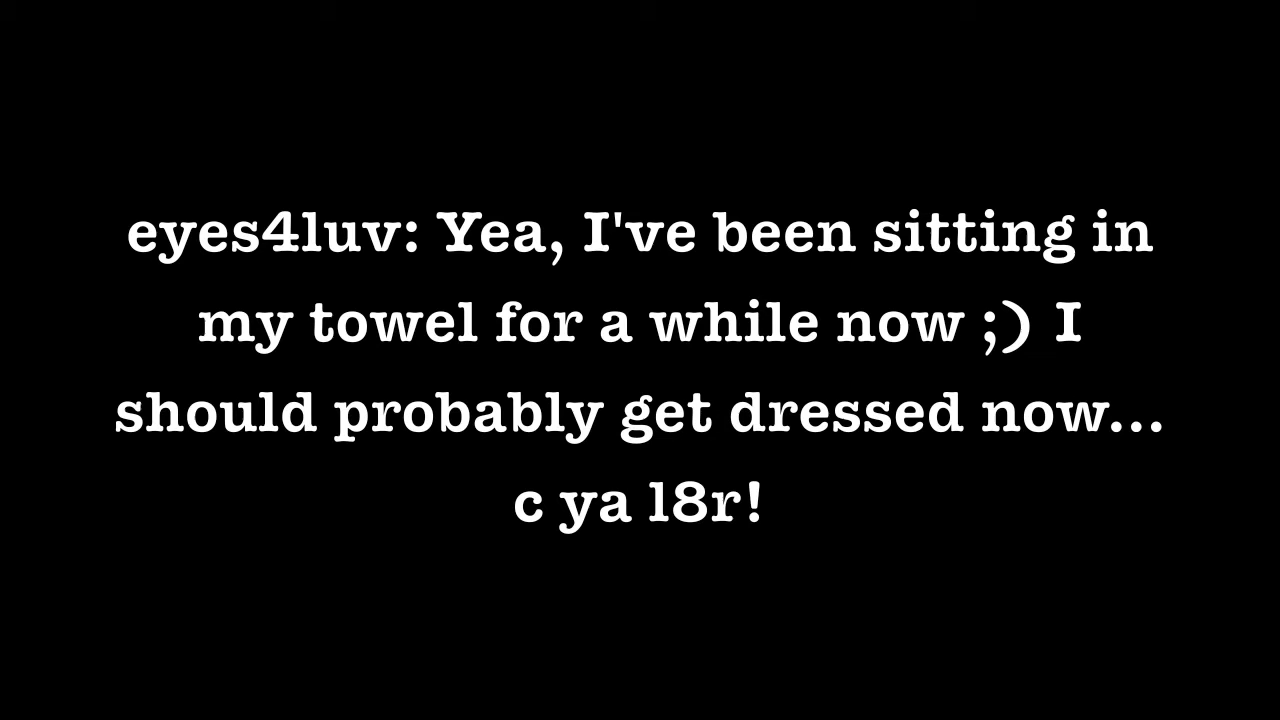 eyes4luv: Yea, I've been sitting in
my towel for a while now ;) I
should probably get dressed now...
c ya l8r!